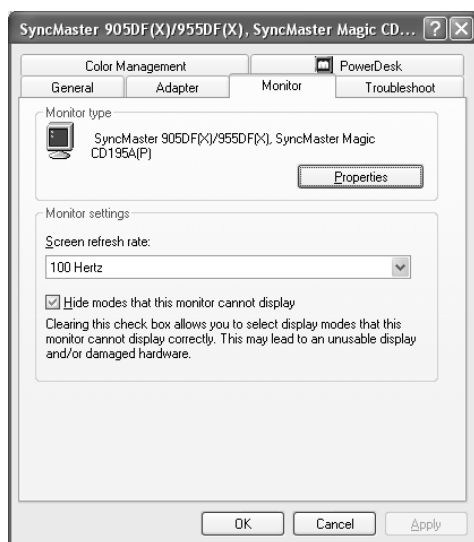 SyncMaster 905DF(X)/955DF(X), SyncMaster Magic CD...
Color Management
PowerDesk
General
Adapter
Monitor
Troubleshoot
Monitor type
SyncMaster 905DF(X)/955DF(X), SyncMaster Magic
CD195A(P)
Properties
Monitor settings
Screen refresh rate:
100 Hertz
Hide modes that this monitor cannot display
Clearing this check box allows you to select display modes that this
monitor cannot display correctly. This may lead to an unusable display
and/or damaged hardware.
OK
Cancel
Apply